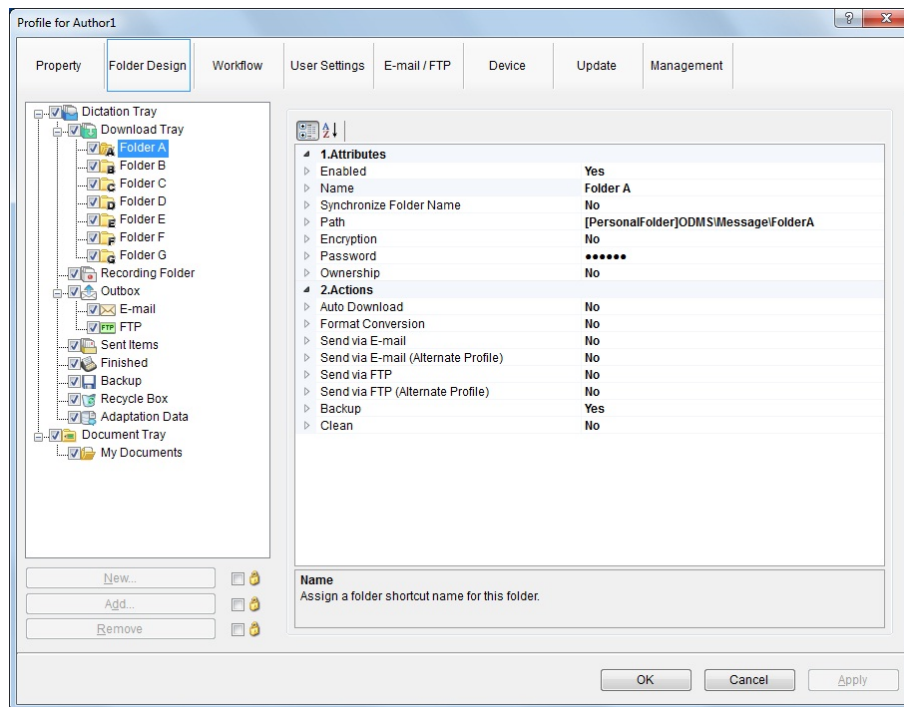 Profile for Author1
Property Folder Design Workflow User Settings E-mail / FTP Device Update Management
Dictation Tray
Download Tray
Folder A
Folder B
Folder C
Folder D
Folder E
Folder F
Folder G
Recording Folder
Outbox
E-mail
FTP FTP
Sent Items
Finished
Backup
Recycle Box
Adaptation Data
Document Tray
My Documents
New...
Add...
Remove
1.Attributes
Enabled Yes
Name Folder A
Synchronize Folder Name No
Path [PersonalFolder]ODMS\Message\FolderA
Encryption No
Password ●●●●●●
Ownership No
2.Actions
Auto Download No
Format Conversion No
Send via E-mail No
Send via E-mail (Alternate Profile) No
Send via FTP No
Send via FTP (Alternate Profile) No
Backup Yes
Clean No
Name
Assign a folder shortcut name for this folder.
OK Cancel Apply